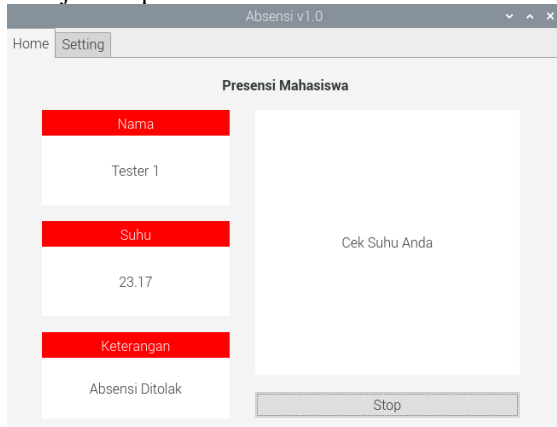 Absensi v1.0
Home Setting
Presensi Mahasiswa
Nama
Tester 1
Suhu
23.17
Keterangan
Absensi Ditolak
Cek Suhu Anda
Stop